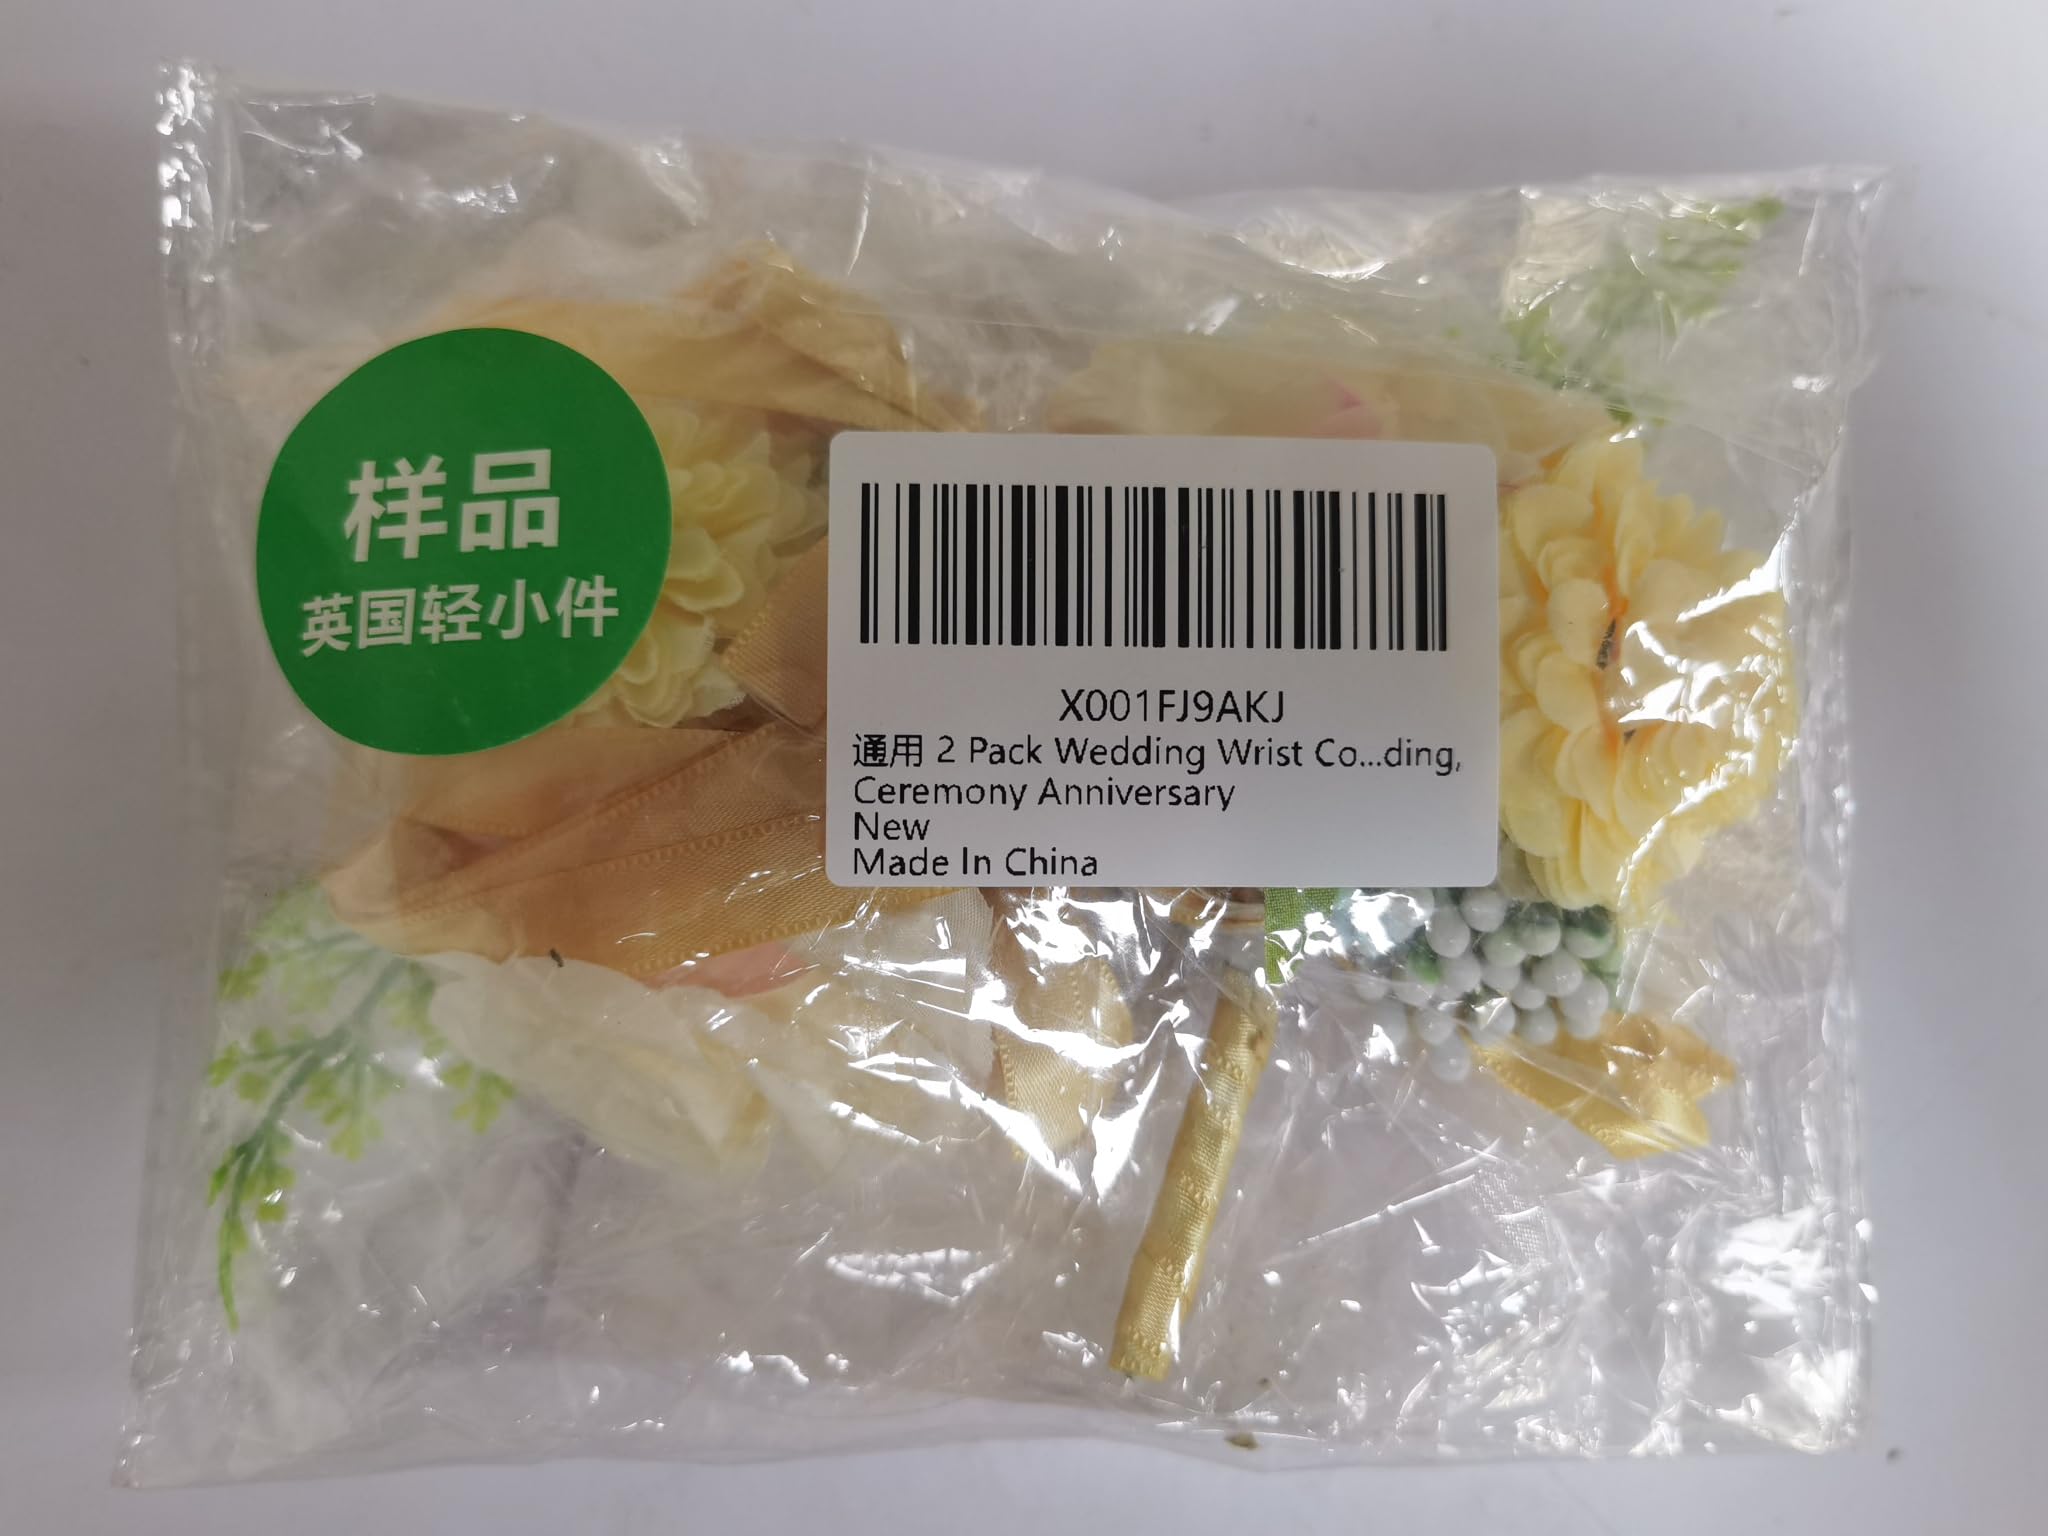 样品
英国轻小件
X001FJ9AKJ
通用 2 Pack Wedding Wrist Co...ding,
Ceremony Anniversary
New
Made In China